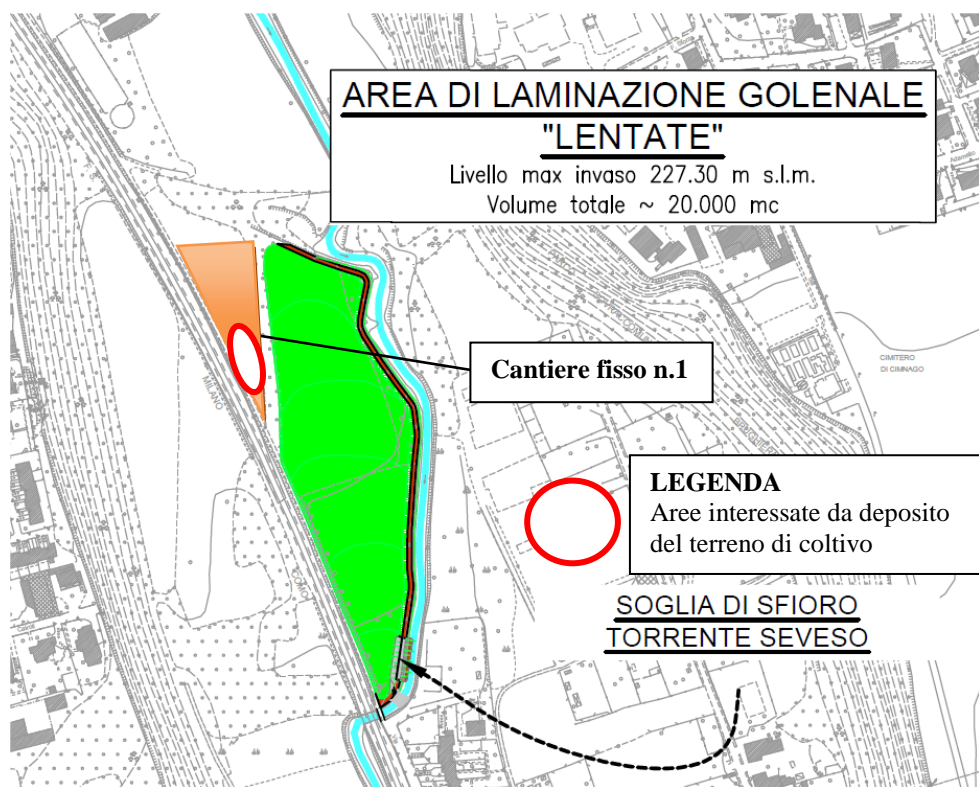 AREA DI LAMINAZIONE GOLENALE
"LENTATE"
Livello max invaso 227.30 m s.l.m.
Volume totale ~ 20.000 mc
Cantiere fisso n.1
MILANO
COMO
CIMITERO
DI CIMNAGO
LEGENDA
Aree interessate da deposito
del terreno di coltivo
SOGLIA DI SFIORO
TORRENTE SEVESO